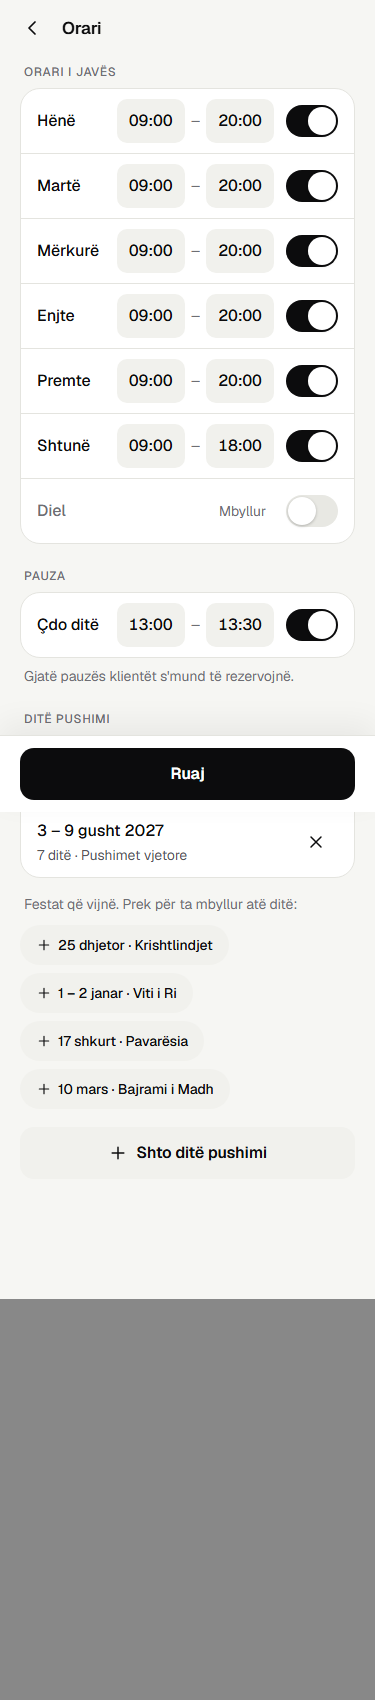 Orari
ORARI I JAVËS
Hënë 09:00 – 20:00
Martë 09:00 – 20:00
Mërkurë 09:00 – 20:00
Enjte 09:00 – 20:00
Premte 09:00 – 20:00
Shtunë 09:00 – 18:00
Diel Mbyllur
PAUZA
Çdo ditë 13:00 – 13:30
Gjatë pauzës klientët s'mund të rezervojnë.
DITË PUSHIMI
Ruaj
3 – 9 gusht 2027
7 ditë · Pushimet vjetore
Festat që vijnë. Prek për ta mbyllur atë ditë:
+ 25 dhjetor · Krishtlindjet
+ 1 – 2 janar · Viti i Ri
+ 17 shkurt · Pavarësia
+ 10 mars · Bajrami i Madh
+ Shto ditë pushimi